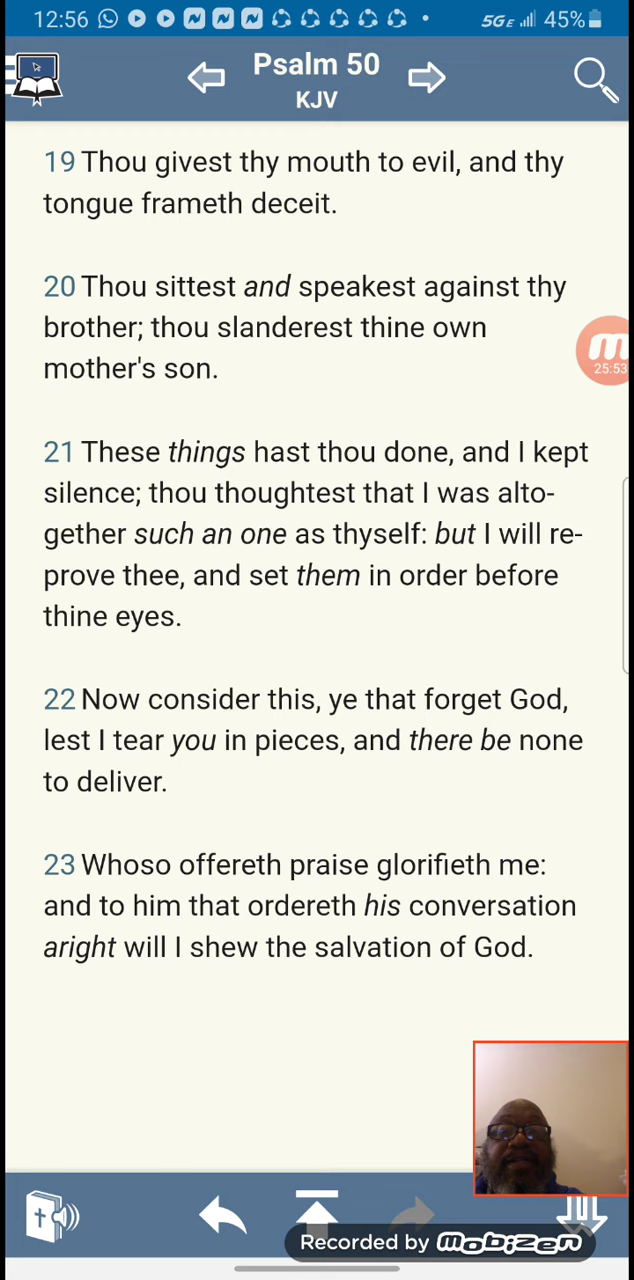 12:56 5GE 45%
Psalm 50
KJV
19 Thou givest thy mouth to evil, and thy
tongue frameth deceit.
20 Thou sittest and speakest against thy
brother; thou slanderest thine own
mother's son.
m
25:53
21 These things hast thou done, and I kept
silence; thou thoughtest that I was alto-
gether such an one as thyself: but I will re-
prove thee, and set them in order before
thine eyes.
22 Now consider this, ye that forget God,
lest I tear you in pieces, and there be none
to deliver.
23 Whoso offereth praise glorifieth me:
and to him that ordereth his conversation
aright will I shew the salvation of God.
Recorded by mobizen